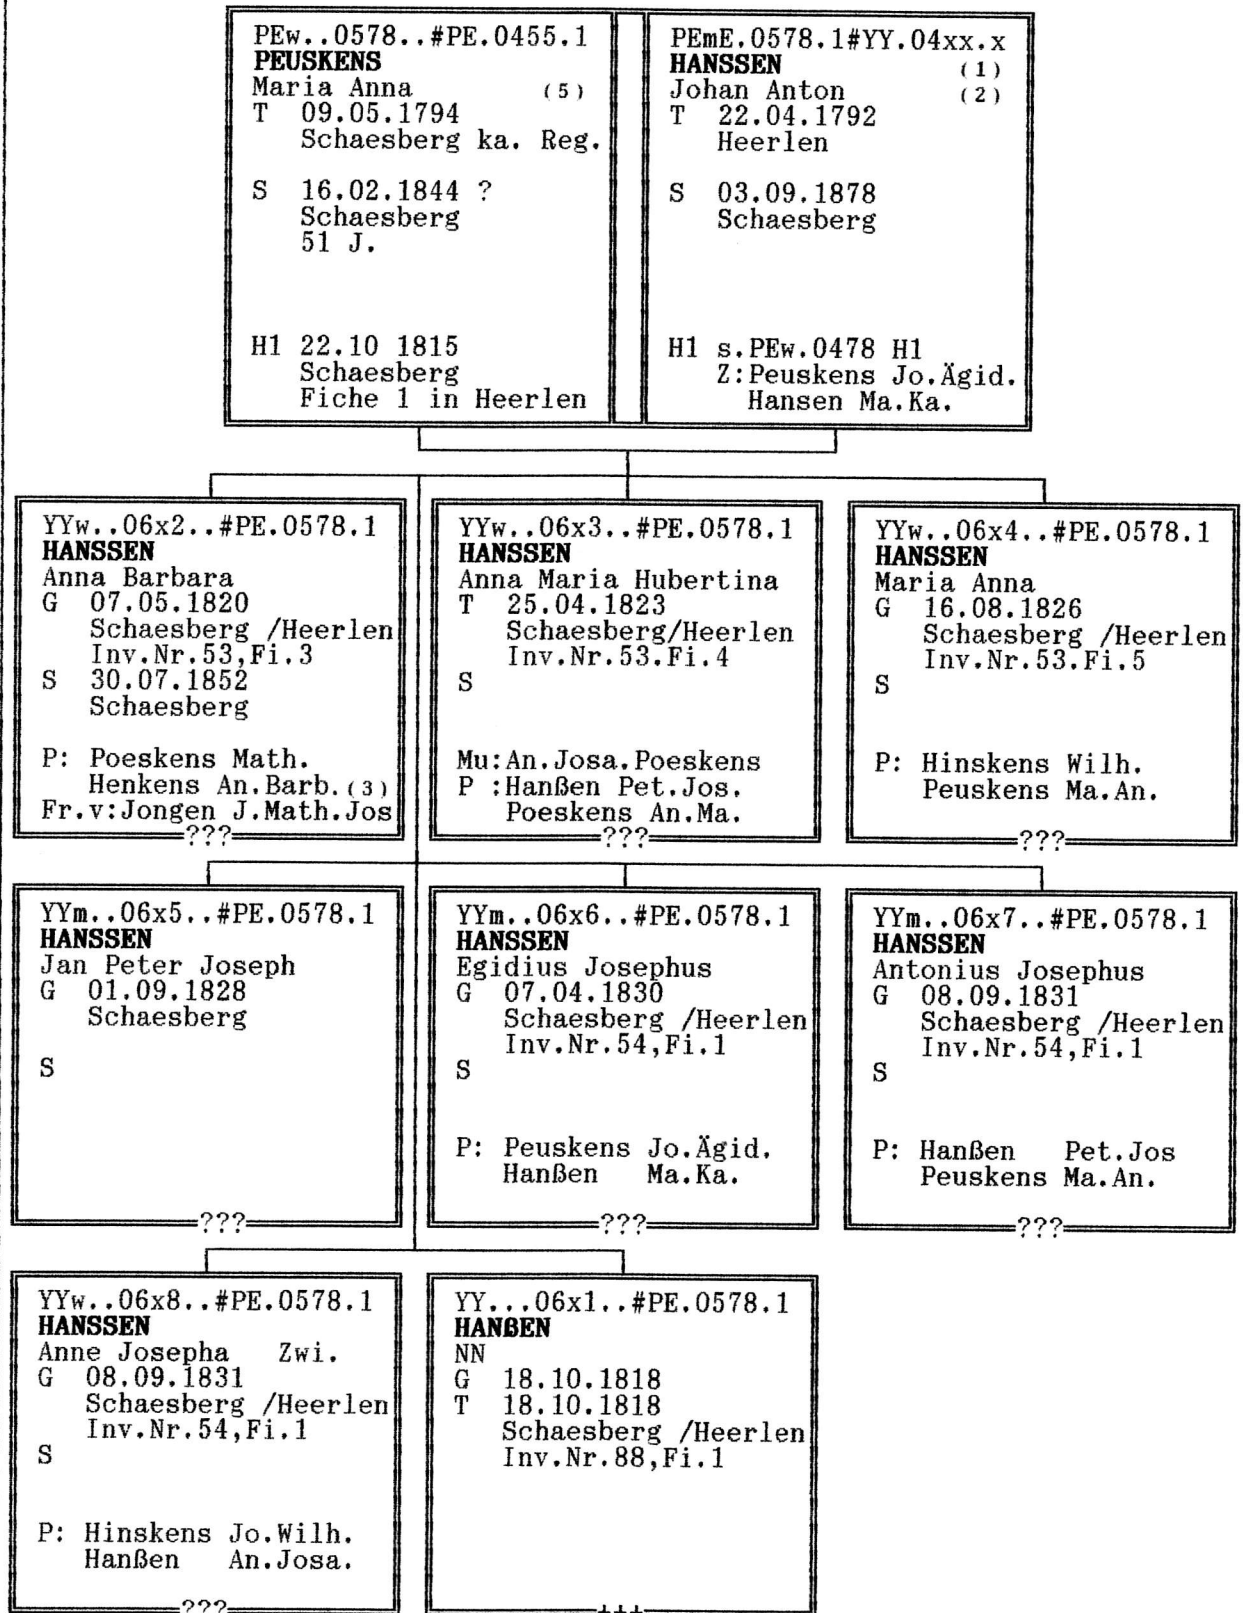 PEw..0578..#PE.0455.1
PEUSKENS
Maria Anna (5)
T 09.05.1794
Schaesberg ka. Reg.
S 16.02.1844 ?
Schaesberg
51 J.
H1 22.10 1815
Schaesberg
Fiche 1 in Heerlen
PEmE.0578.1#YY.04xx.x
HANSSEN (1)
Johan Anton (2)
T 22.04.1792
Heerlen
S 03.09.1878
Schaesberg
H1 s.PEw.0478 H1
Z:Peuskens Jo.Ägid.
Hansen Ma.Ka.
YYw..06x2..#PE.0578.1
HANSSEN
Anna Barbara
G 07.05.1820
Schaesberg /Heerlen
Inv.Nr.53,Fi.3
S 30.07.1852
Schaesberg
P: Poeskens Math.
Henkens An.Barb.(3)
Fr.v:Jongen J.Math.Jos
???
YYw..06x3..#PE.0578.1
HANSSEN
Anna Maria Hubertina
T 25.04.1823
Schaesberg/Heerlen
Inv.Nr.53.Fi.4
S
Mu:An.Josa.Poeskens
P :Hanßen Pet.Jos.
Poeskens An.Ma.
???
YYw..06x4..#PE.0578.1
HANSSEN
Maria Anna
G 16.08.1826
Schaesberg /Heerlen
Inv.Nr.53.Fi.5
S
P: Hinskens Wilh.
Peuskens Ma.An.
???
YYm..06x5..#PE.0578.1
HANSSEN
Jan Peter Joseph
G 01.09.1828
Schaesberg
S
???
YYm..06x6..#PE.0578.1
HANSSEN
Egidius Josephus
G 07.04.1830
Schaesberg /Heerlen
Inv.Nr.54,Fi.1
S
P: Peuskens Jo.Ägid.
Hanßen Ma.Ka.
???
YYm..06x7..#PE.0578.1
HANSSEN
Antonius Josephus
G 08.09.1831
Schaesberg /Heerlen
Inv.Nr.54,Fi.1
S
P: Hanßen Pet.Jos
Peuskens Ma.An.
???
YYw..06x8..#PE.0578.1
HANSSEN
Anne Josepha Zwi.
G 08.09.1831
Schaesberg /Heerlen
Inv.Nr.54,Fi.1
S
P: Hinskens Jo.Wilh.
Hanßen An.Josa.
???
YY...06x1..#PE.0578.1
HANßEN
NN
G 18.10.1818
T 18.10.1818
Schaesberg /Heerlen
Inv.Nr.88,Fi.1
+++